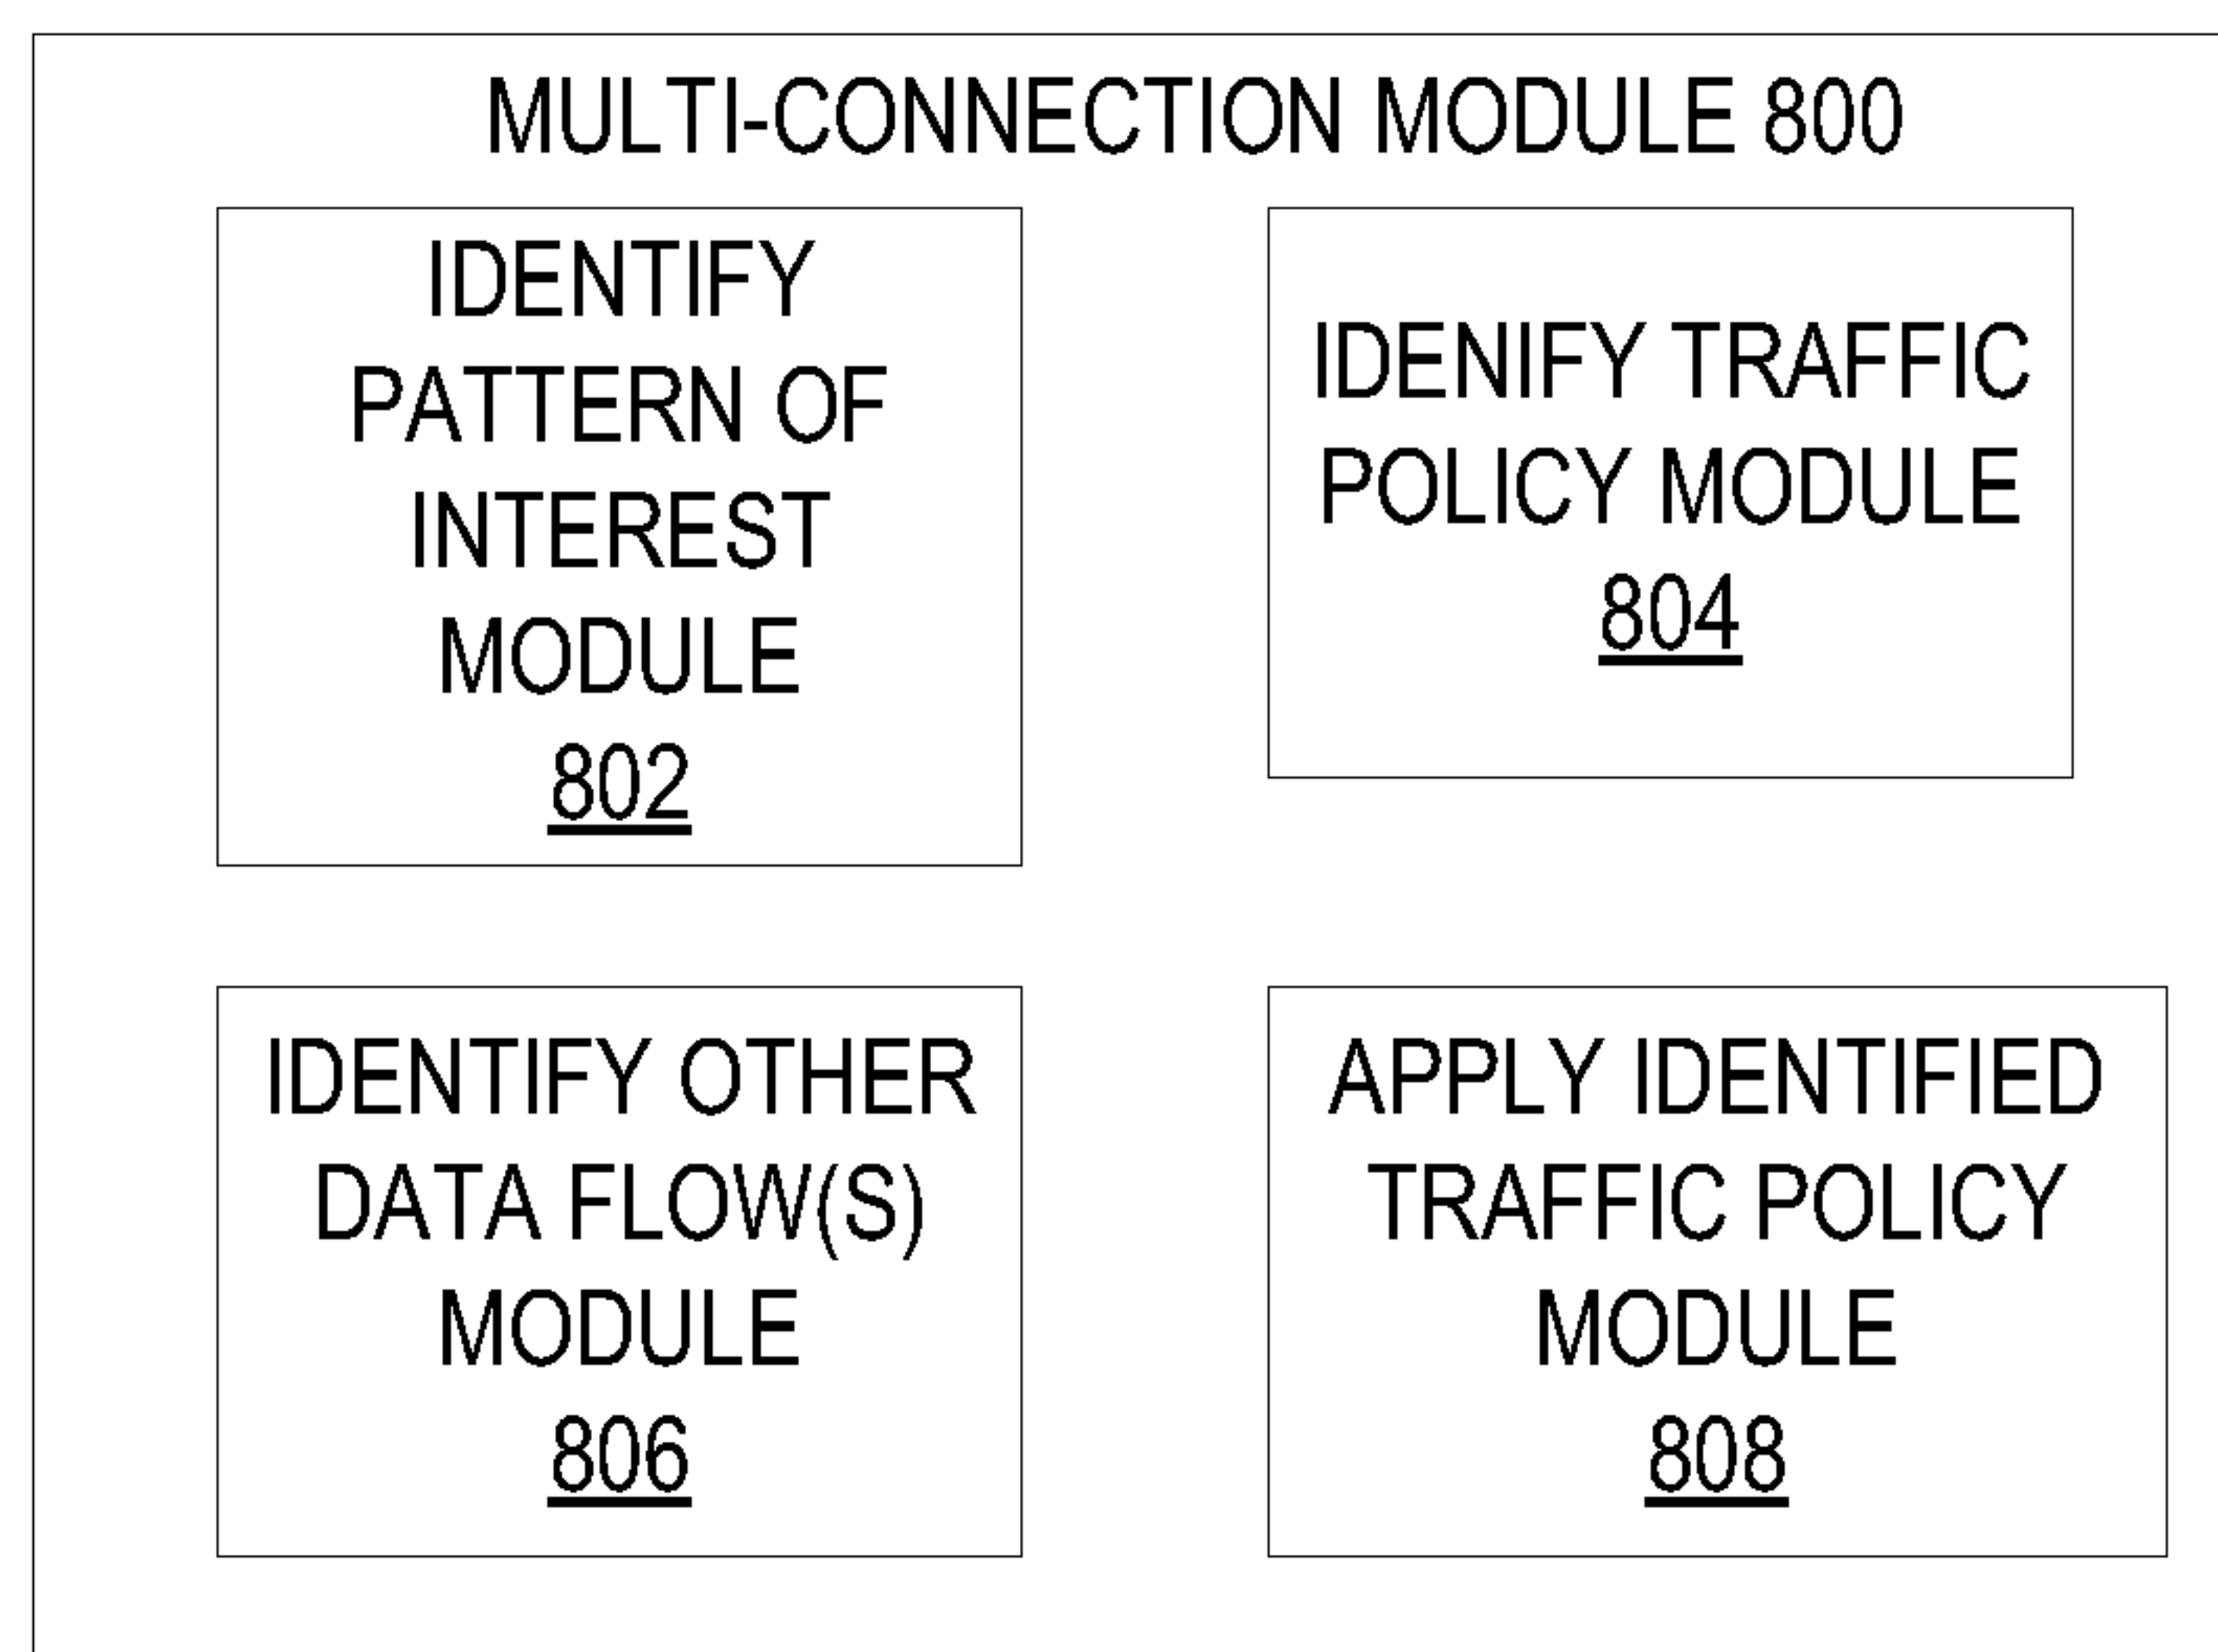 MULTI-CONNECTION MODULE 800
IDENTIFY
PATTERN OF
INTEREST
MODULE
802
IDENIFY TRAFFIC
POLICY MODULE
804
IDENTIFY OTHER
DATA FLOW(S)
MODULE
806
APPLY IDENTIFIED
TRAFFIC POLICY
MODULE
808